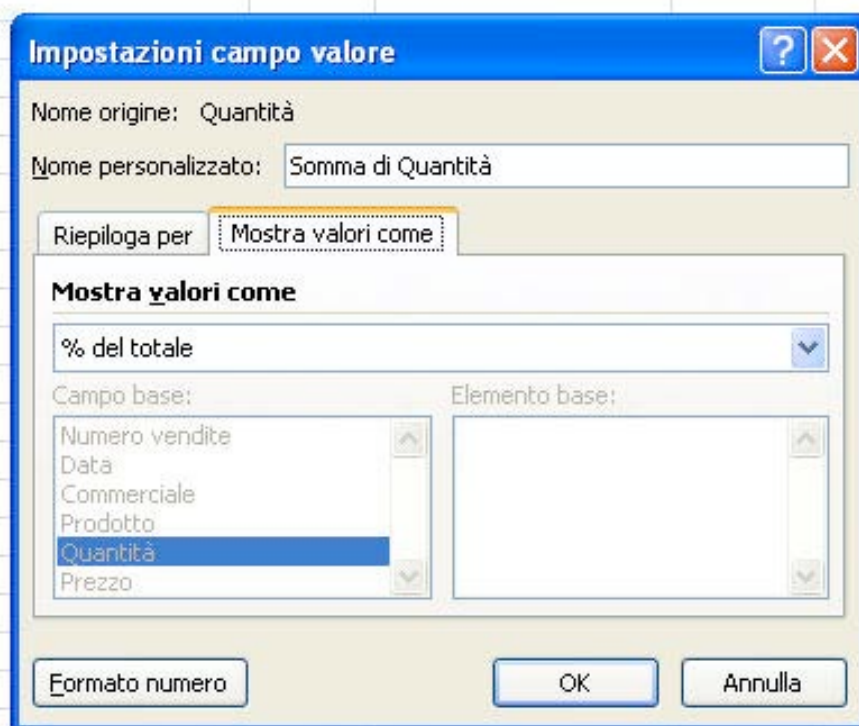 Impostazioni campo valore
Nome origine: Quantità
Nome personalizzato: Somma di Quantità
Riepiloga per Mostra valori come
Mostra valori come
% del totale
Campo base: Elemento base:
Numero vendite
Data
Commerciale
Prodotto
Quantità
Prezzo
Formato numero OK Annulla